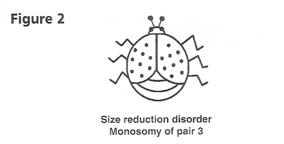 Figure 2
Size reduction disorder
Monosomy of pair 3